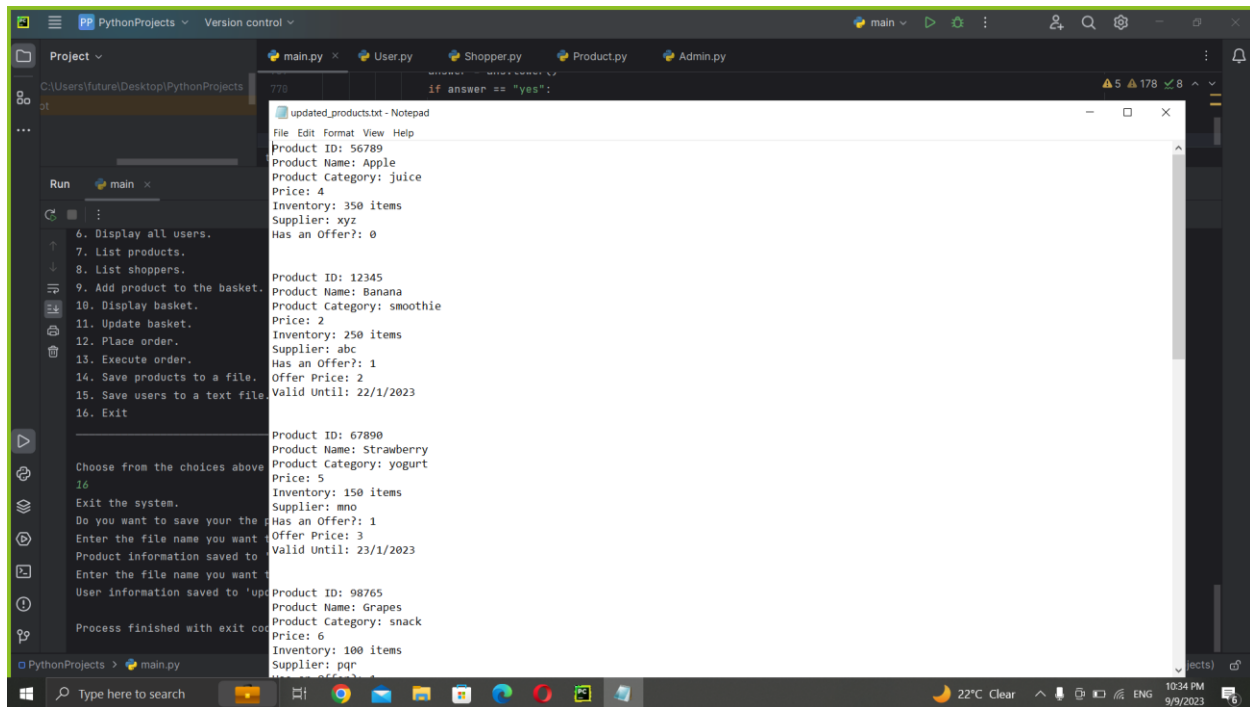 PP PythonProjects Version control main
Project main.py User.py Shopper.py Product.py Admin.py
C:\Users\future\Desktop\PythonProjects
778 if answer == "yes":
5 178 8
updated_products.txt - Notepad
File Edit Format View Help
Product ID: 56789
Product Name: Apple
Product Category: juice
Price: 4
Inventory: 350 items
Supplier: xyz
Has an Offer?: 0
Product ID: 12345
Product Name: Banana
Product Category: smoothie
Price: 2
Inventory: 250 items
Supplier: abc
Has an Offer?: 1
Offer Price: 2
Valid Until: 22/1/2023
Product ID: 67890
Product Name: Strawberry
Product Category: yogurt
Price: 5
Inventory: 150 items
Supplier: mno
Has an Offer?: 1
Offer Price: 3
Valid Until: 23/1/2023
Product ID: 98765
Product Name: Grapes
Product Category: snack
Price: 6
Inventory: 100 items
Supplier: pqr
Run main
6. Display all users.
7. List products.
8. List shoppers.
9. Add product to the basket.
10. Display basket.
11. Update basket.
12. Place order.
13. Execute order.
14. Save products to a file.
15. Save users to a text file.
16. Exit
Choose from the choices above
16
Exit the system.
Do you want to save your the
Enter the file name you want
Product information saved to
Enter the file name you want
User information saved to
Process finished with exit
PythonProjects > main.py
Type here to search 22°C Clear ENG 10:34 PM
9/9/2023 6